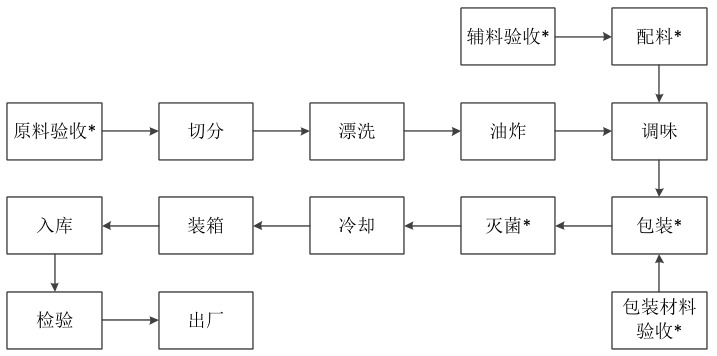 辅料验收*
配料*
原料验收*
切分
漂洗
油炸
调味
入库
装箱
冷却
灭菌*
包装*
检验
出厂
包装材料
验收*